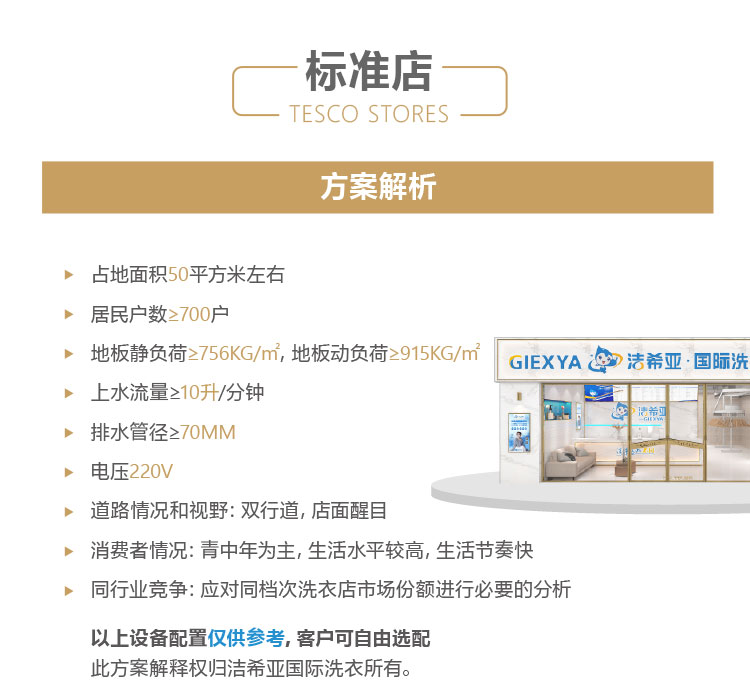 标准店
TESCO STORES
方案解析
占地面积50平方米左右
居民户数≥700户
地板静负荷≥756KG/㎡, 地板动负荷≥915KG/㎡
上水流量≥10升/分钟
排水管径≥70MM
电压220V
道路情况和视野: 双行道, 店面醒目
消费者情况: 青中年为主, 生活水平较高, 生活节奏快
同行业竞争: 应对同档次洗衣店市场份额进行必要的分析
以上设备配置仅供参考, 客户可自由选配
此方案解释权归洁希亚国际洗衣所有。
GIEXYA 洁希亚·国际洗
洁希亚
GIEXYA